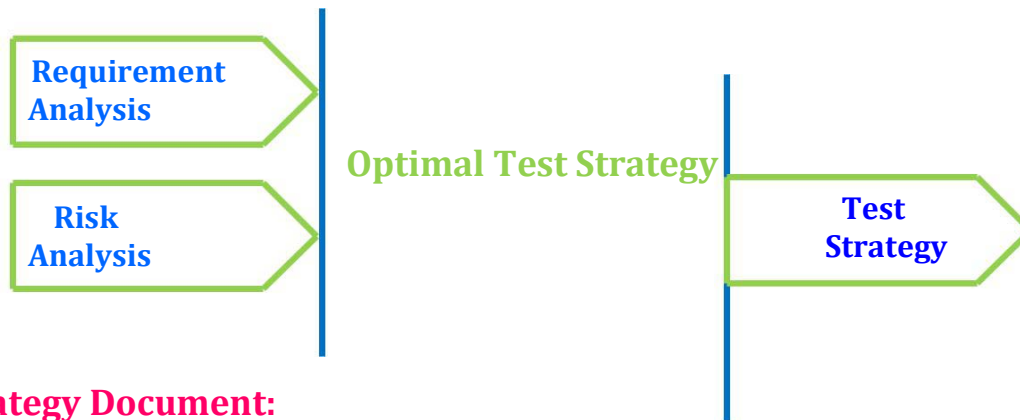 Requirement
Analysis
Optimal Test Strategy
Risk
Analysis
Test
Strategy
ategy Document: